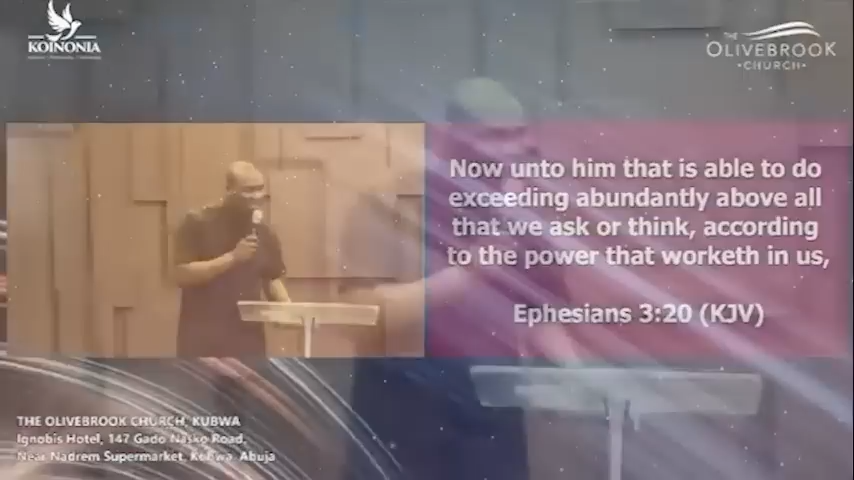 KOINONIA
THE
OLIVEBROOK
•CHURCH•
Now unto him that is able to do
exceeding abundantly above all
that we ask or think, according
to the power that worketh in us,
Ephesians 3:20 (KJV)
THE OLIVEBROOK CHURCH, KUBWA
Ignobis Hotel, 147 Gado Nasko Road,
Near Nadrem Supermarket, Kubwa Abuja